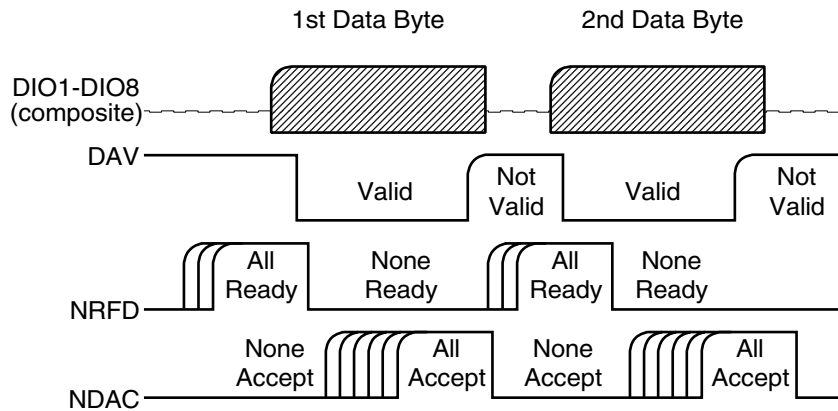 1st Data Byte 2nd Data Byte
DIO1-DIO8
(composite)
DAV
Valid
Not
Valid
Valid
Not
Valid
NRFD
All
Ready
None
Ready
All
Ready
None
Ready
NDAC
None
Accept
All
Accept
None
Accept
All
Accept